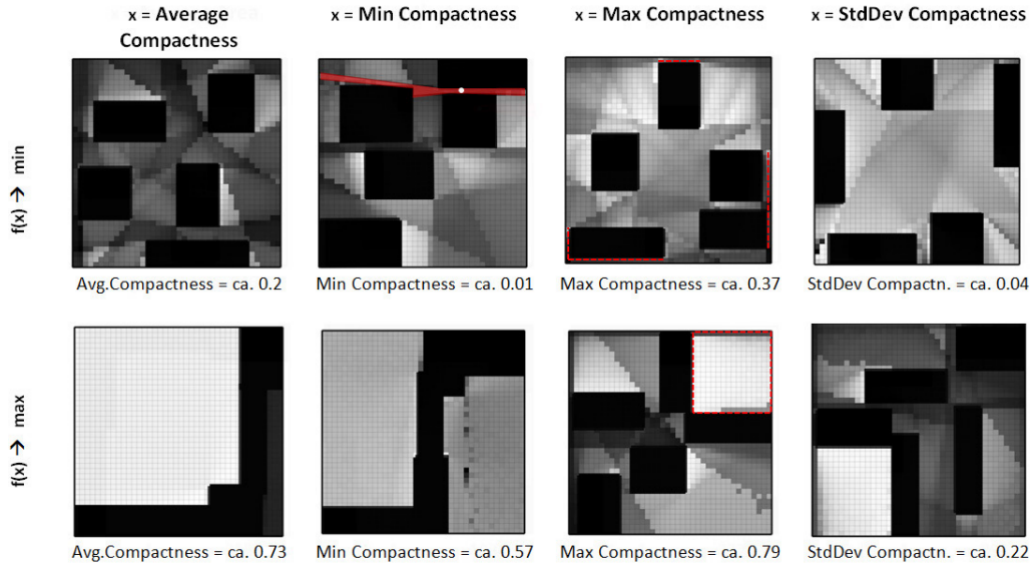 x = Average
Compactness
x = Min Compactness
x = Max Compactness
x = StdDev Compactness
f(x) → min
Avg.Compactness = ca. 0.2
Min Compactness = ca. 0.01
Max Compactness = ca. 0.37
StdDev Compactn. = ca. 0.04
f(x) → max
Avg.Compactness = ca. 0.73
Min Compactness = ca. 0.57
Max Compactness = ca. 0.79
StdDev Compactn. = ca. 0.22